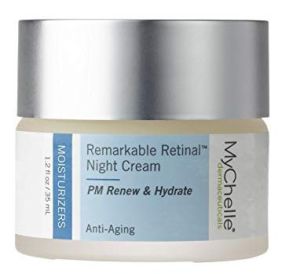 Remarkable Retinal™
Night Cream
PM Renew & Hydrate
Anti-Aging
MOISTURIZERS
1.2 fl oz / 35 mL
MyChelle®
dermaceuticals